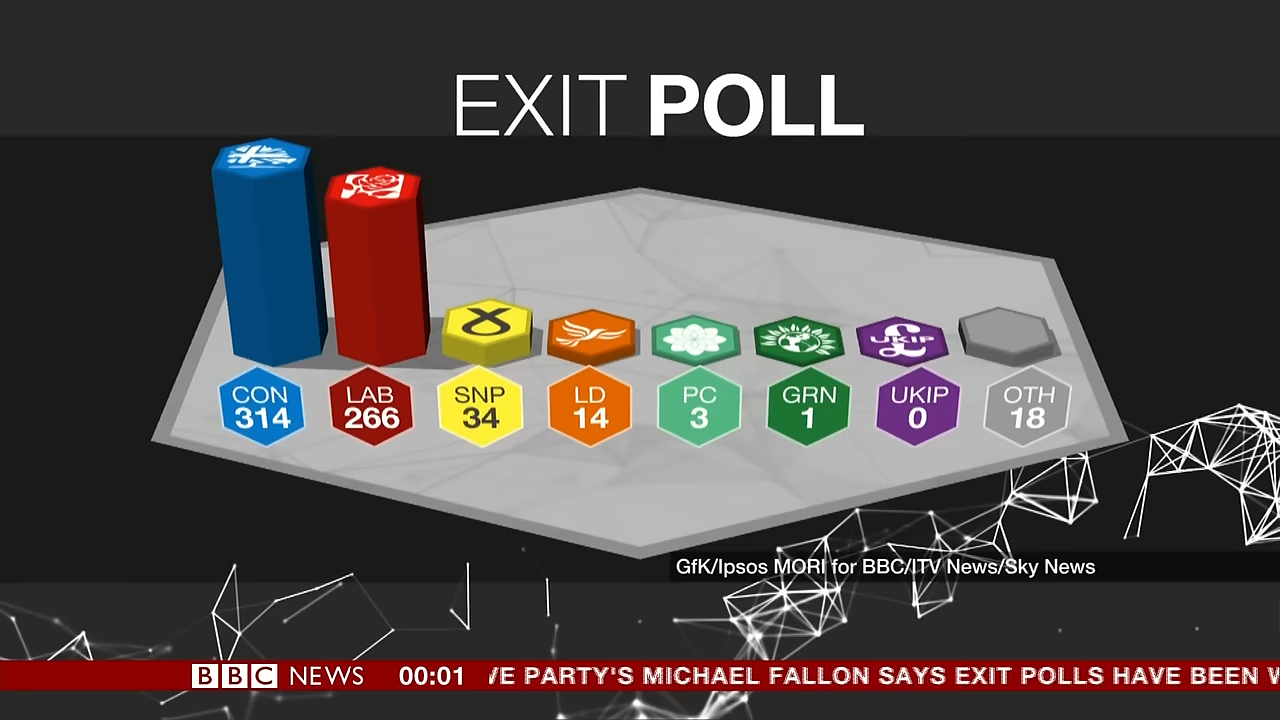 EXIT POLL
UKIP
CON
314
LAB
266
SNP
34
LD
14
PC
3
GRN
1
UKIP
0
OTH
18
GfK/Ipsos MORI for BBC/ITV News/Sky News
BBC NEWS 00:01 VE PARTY'S MICHAEL FALLON SAYS EXIT POLLS HAVE BEEN W